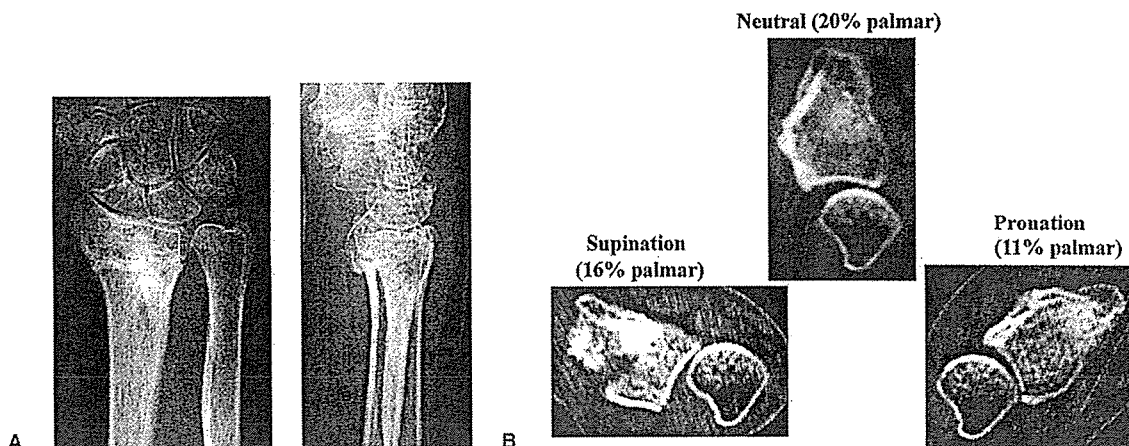 Neutral (20% palmar)
Supination
(16% palmar)
Pronation
(11% palmar)
A
B